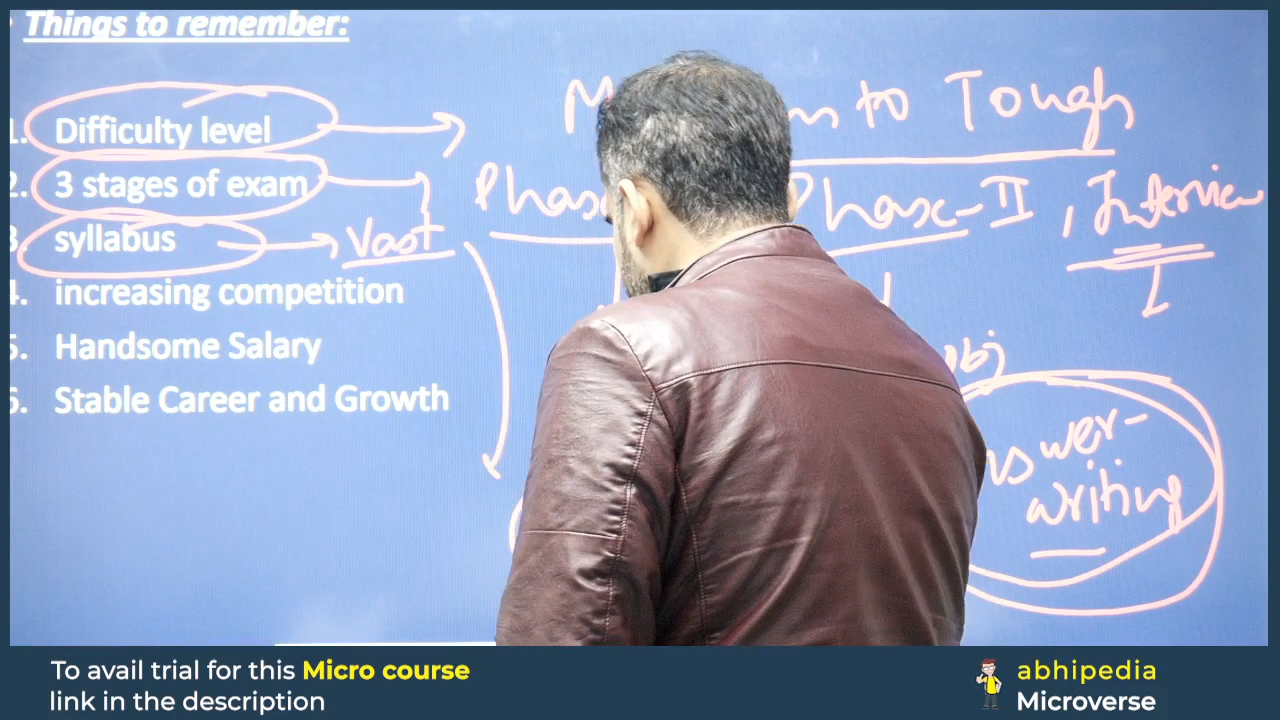 Things to remember:
1. Difficulty level
2. 3 stages of exam
3. syllabus
4. increasing competition
5. Handsome Salary
6. Stable Career and Growth
to Tough
Phase-II, Interview
Vast
obj
writing
To avail trial for this Micro course
link in the description
abhipedia
Microverse